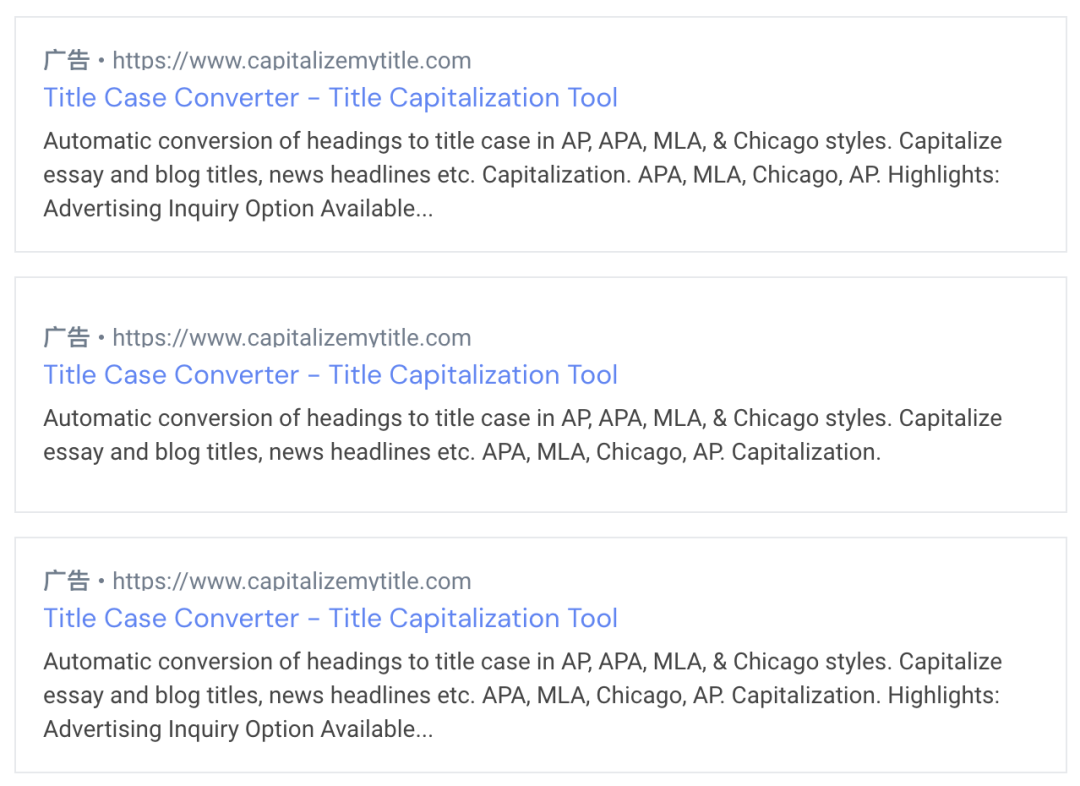 广告 • https://www.capitalizemytitle.com
Title Case Converter - Title Capitalization Tool
Automatic conversion of headings to title case in AP, APA, MLA, & Chicago styles. Capitalize
essay and blog titles, news headlines etc. Capitalization. APA, MLA, Chicago, AP. Highlights:
Advertising Inquiry Option Available...
广告 • https://www.capitalizemytitle.com
Title Case Converter - Title Capitalization Tool
Automatic conversion of headings to title case in AP, APA, MLA, & Chicago styles. Capitalize
essay and blog titles, news headlines etc. APA, MLA, Chicago, AP. Capitalization.
广告 • https://www.capitalizemytitle.com
Title Case Converter - Title Capitalization Tool
Automatic conversion of headings to title case in AP, APA, MLA, & Chicago styles. Capitalize
essay and blog titles, news headlines etc. APA, MLA, Chicago, AP. Capitalization. Highlights:
Advertising Inquiry Option Available...